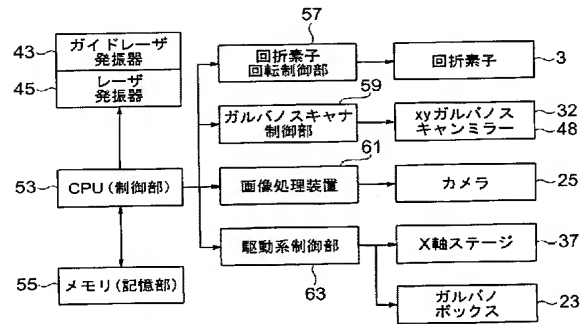 57
43
ガイドレーザ
発振器
45
レーザ
発振器
回折素子
回転制御部
回折素子
3
59
ガルバノスキャナ
制御部
xyガルバノス
キャンミラー
32
48
61
53
CPU(制御部)
画像処理装置
カメラ
25
駆動系制御部
63
X軸ステージ
37
55
メモリ(記憶部)
ガルバノ
ボックス
23